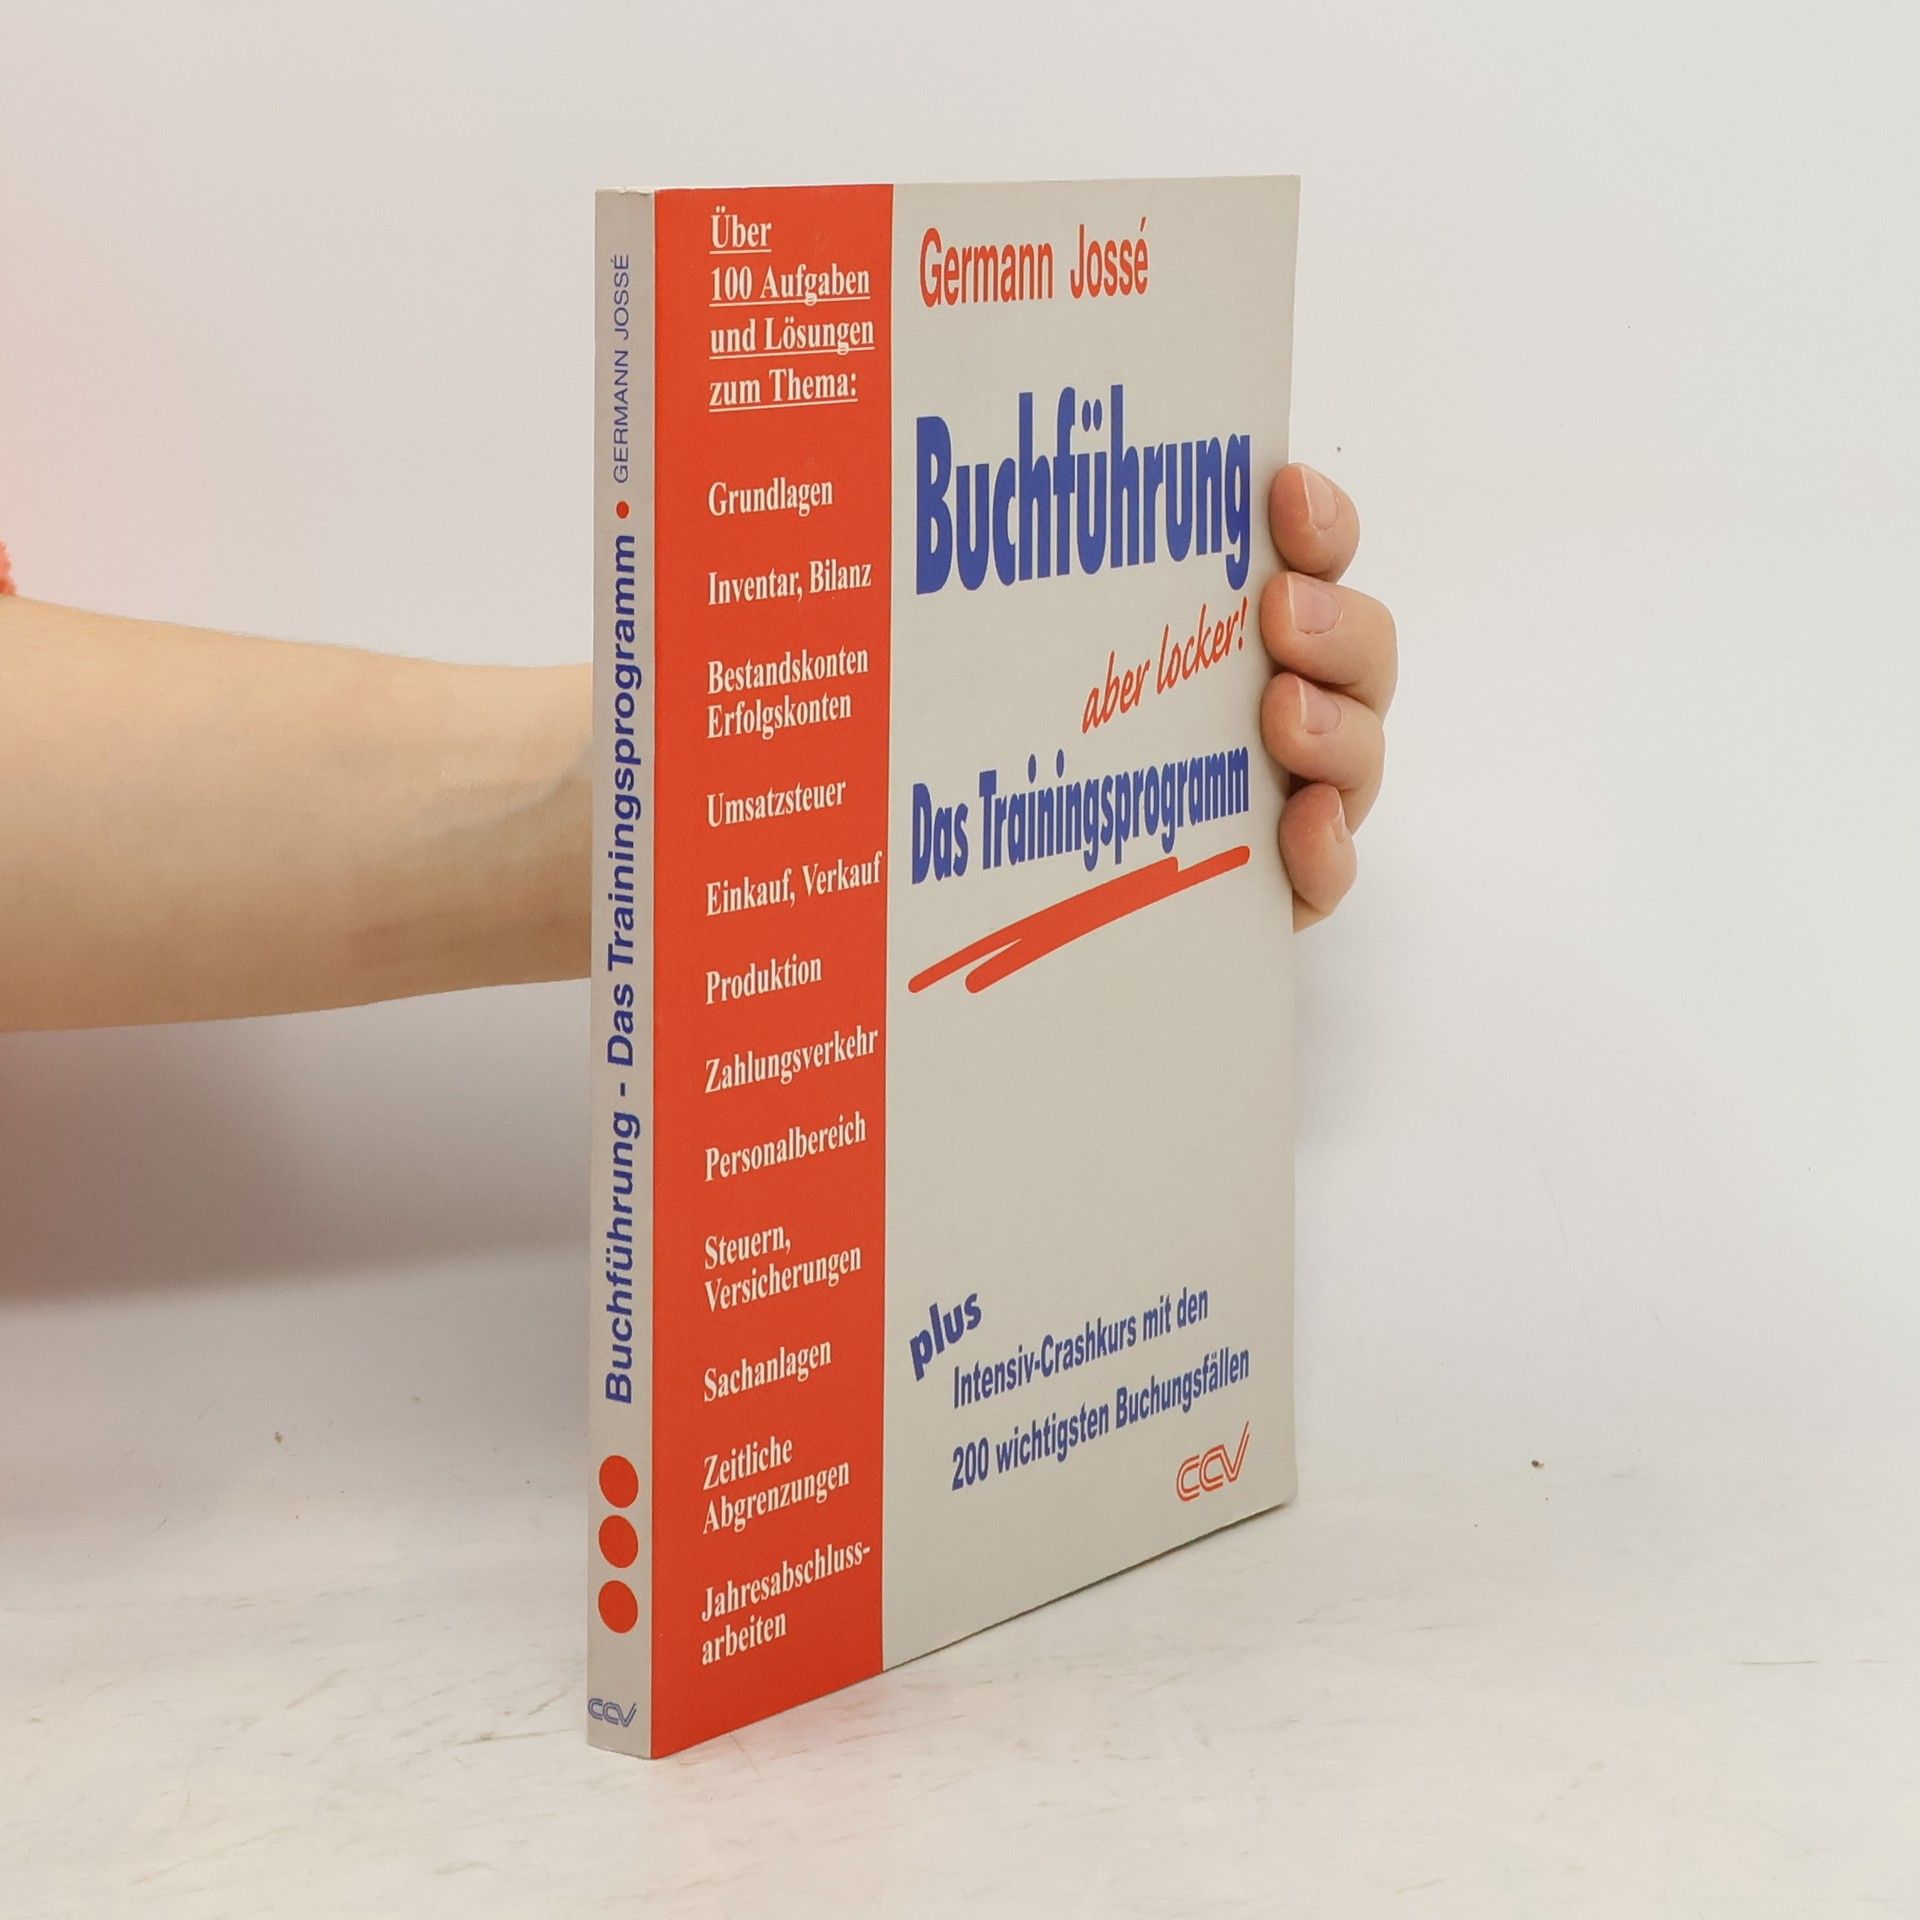 Buchführung - Das Trainingsprogramm • GERMANN JOSSÉ
ccv
Über
100 Aufgaben
und Lösungen
zum Thema:
Grundlagen
Inventar, Bilanz
Bestandskonten
Erfolgskonten
Umsatzsteuer
Einkauf, Verkauf
Produktion
Zahlungsverkehr
Personalbereich
Steuern,
Versicherungen
Sachanlagen
Zeitliche
Abgrenzungen
Jahresabschluss-
arbeiten
Germann Jossé
Buchführung
aber locker!
Das Trainingsprogramm
plus
Intensiv-Crashkurs mit den
200 wichtigsten Buchungsfällen
ccv